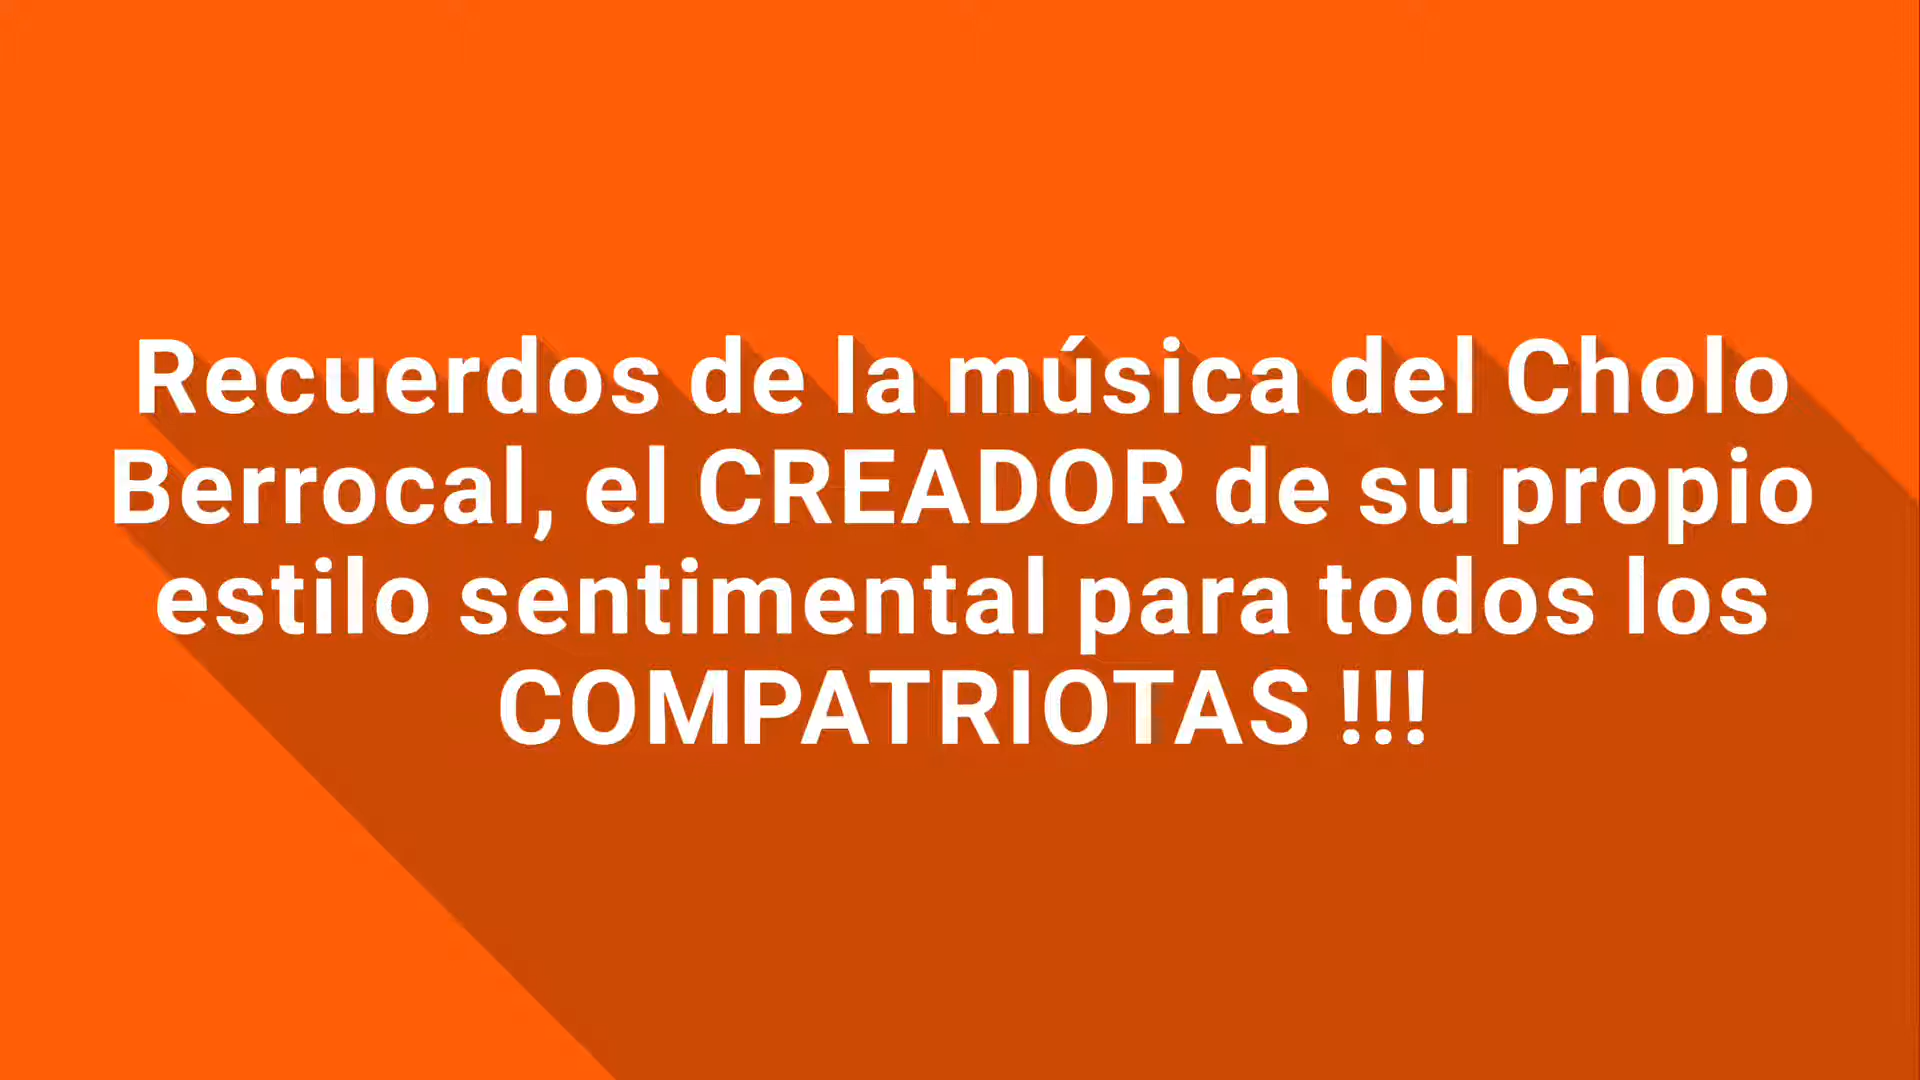 Recuerdos de la música del Cholo
Berrocal, el CREADOR de su propio
estilo sentimental para todos los
COMPATRIOTAS !!!